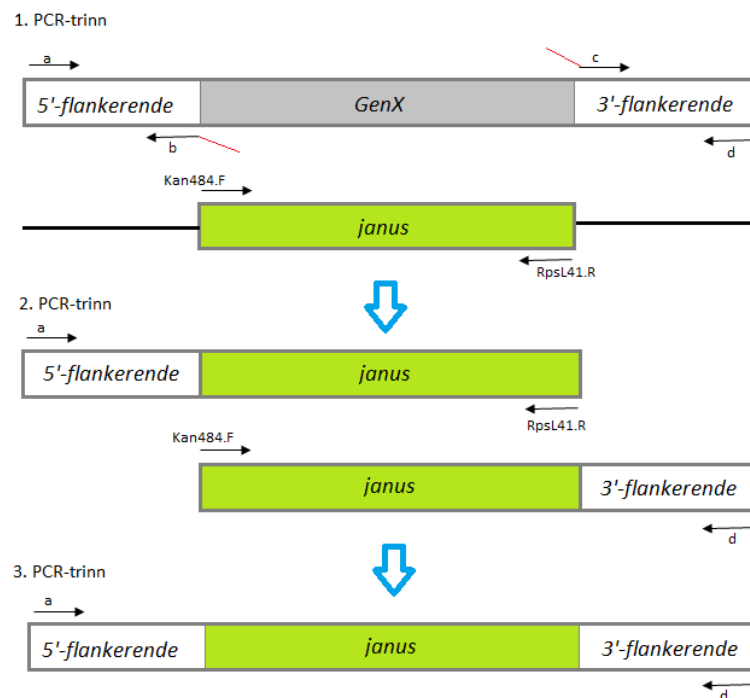 1. PCR-trinn
a
c
5'-flankerende GenX 3'-flankerende
b
d
Kan484.F
janus
RpsL41.R
2. PCR-trinn
a
5'-flankerende janus
RpsL41.R
Kan484.F
janus 3'-flankerende
d
3. PCR-trinn
a
5'-flankerende janus 3'-flankerende
d